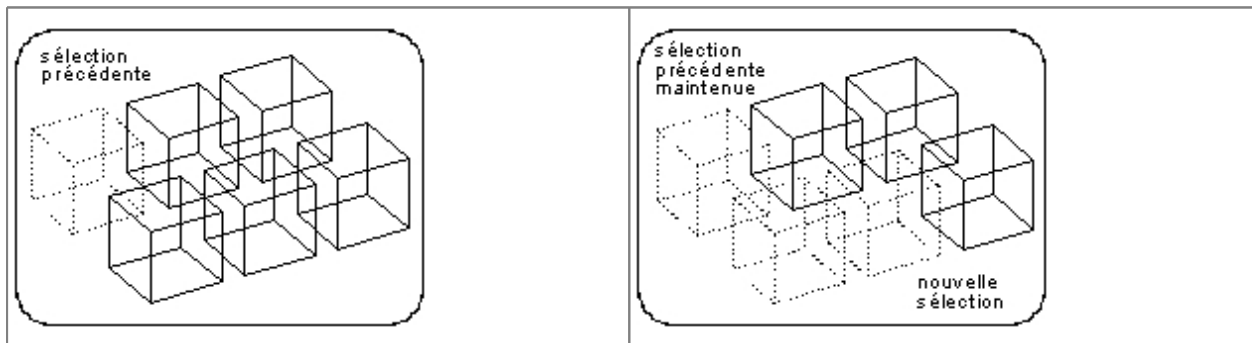 sélection
précédente
sélection
précédente
maintenue
nouvelle
sélection